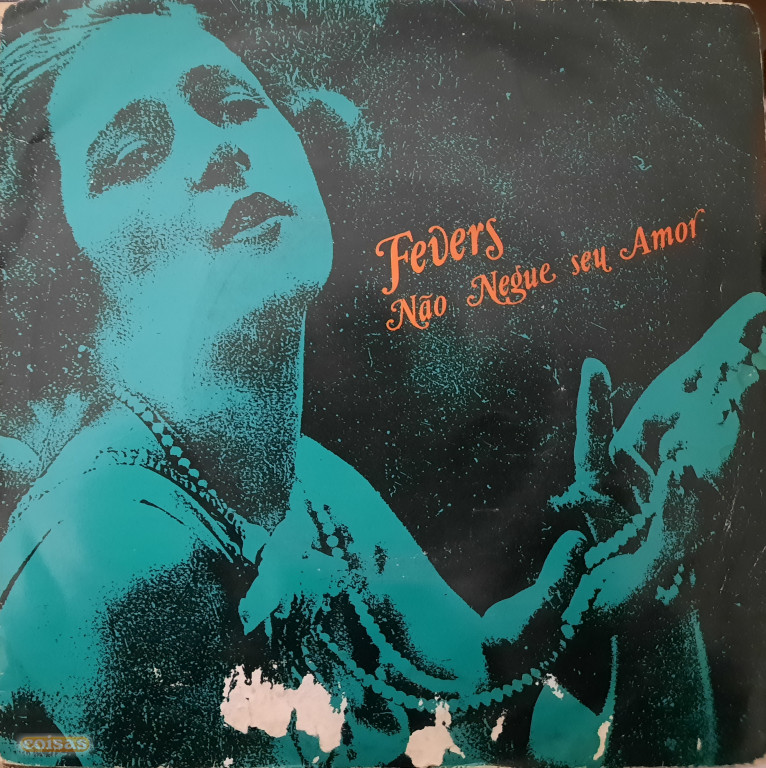 Fevers
Não Negue seu Amor
coisas